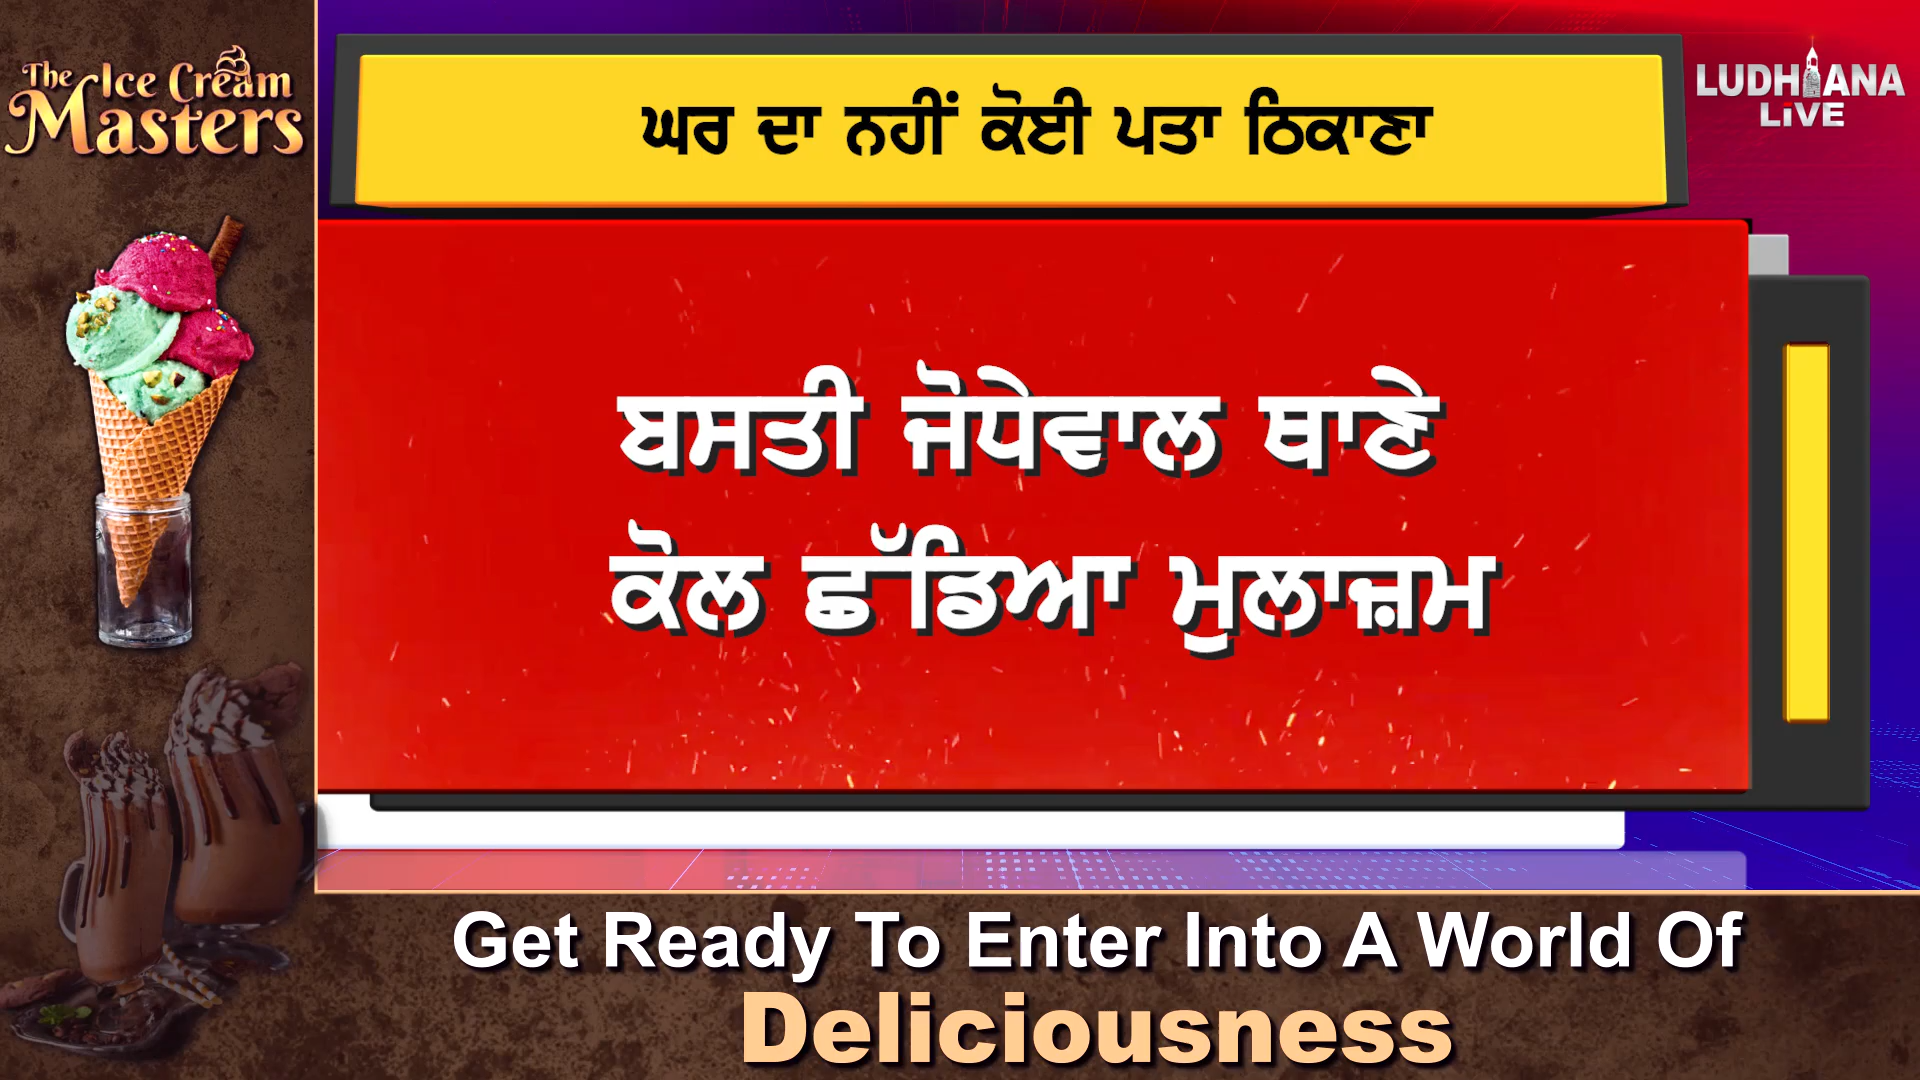 The Ice Cream
Masters
ਘਰ ਦਾ ਨਹੀਂ ਕੋਈ ਪਤਾ ਠਿਕਾਣਾ
LUDHIANA
LiVE
ਬਸਤੀ ਜੋਧੇਵਾਲ ਥਾਣੇ
ਕੋਲ ਛੱਡਿਆ ਮੁਲਾਜ਼ਮ
Get Ready To Enter Into A World Of
Deliciousness